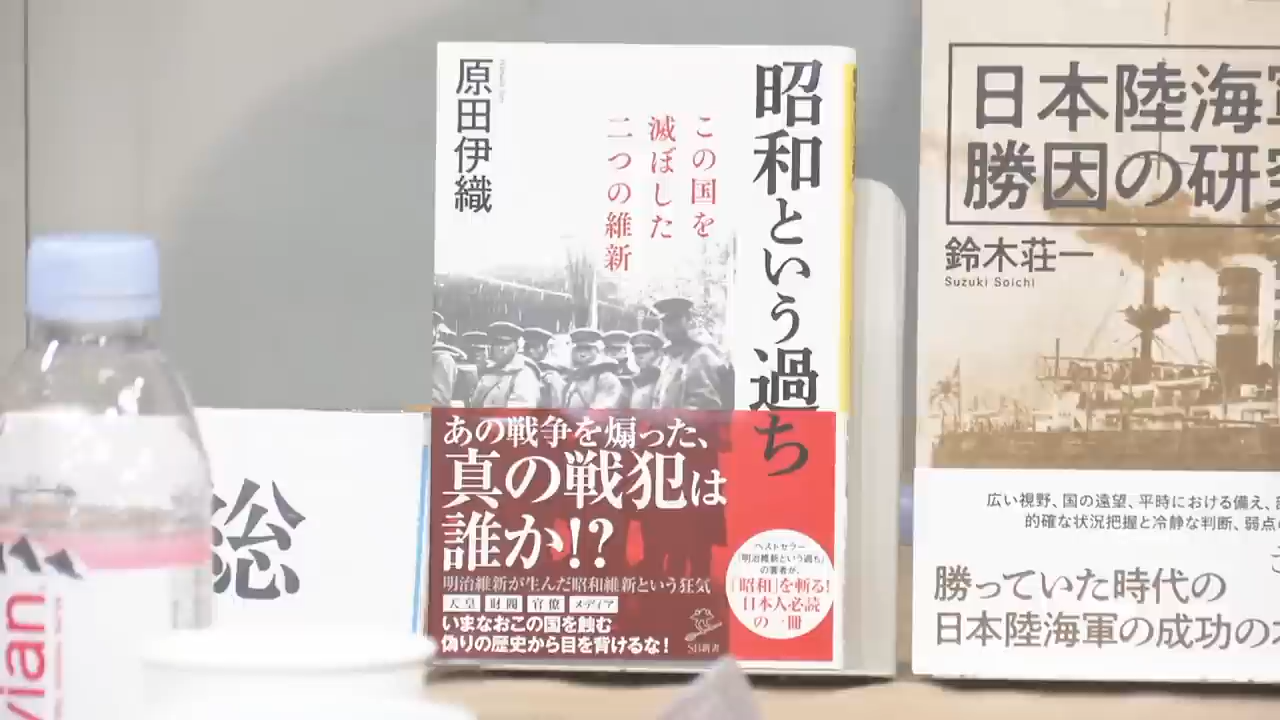 昭和という過ち
この国を
滅ぼした
二つの維新
原田伊織
あの戦争を煽った、
真の戦犯は
誰か!?
明治維新が生んだ昭和維新という狂気
天皇 財閥 官僚 メディア
いまなおこの国を蝕む
偽りの歴史から目を背けるな!
SB新書
ベストセラー
『明治維新という過ち』
の著者が、
「昭和」を斬る!
日本人必読
の一冊
日本陸海軍
勝因の研究
鈴木荘一
Suzuki Soichi
広い視野、国の遠望、平時における備え、
的確な状況把握と冷静な判断、弱点
勝っていた時代の
日本陸海軍の成功の
総
vian